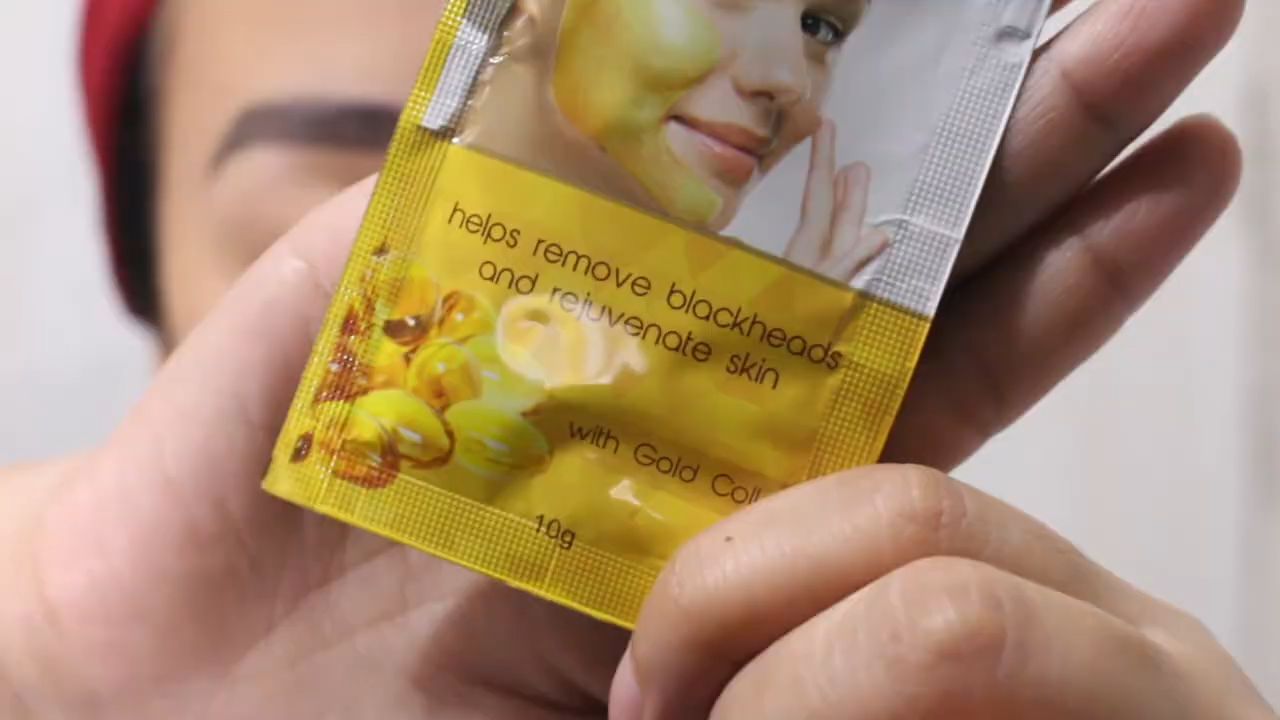 helps remove blackheads
and rejuvenate skin
with Gold
10g